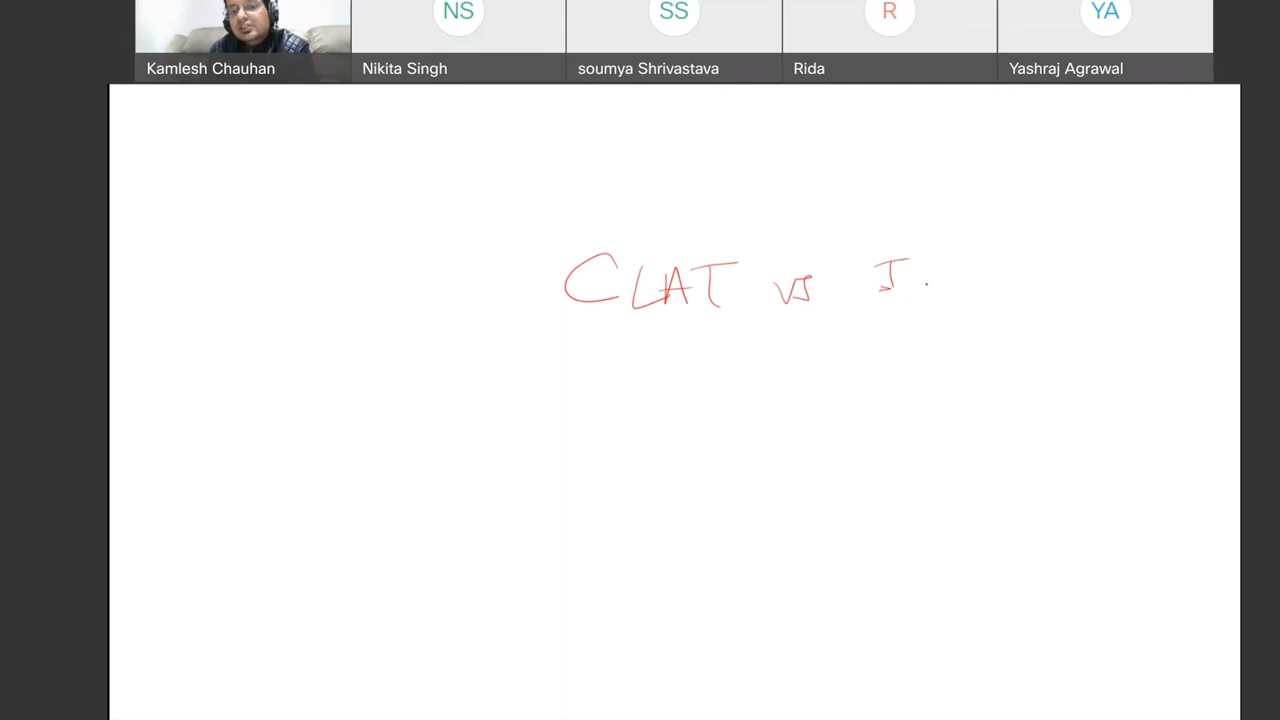 NS SS R YA
Kamlesh Chauhan Nikita Singh soumya Shrivastava Rida Yashraj Agrawal
CLAT vs J.